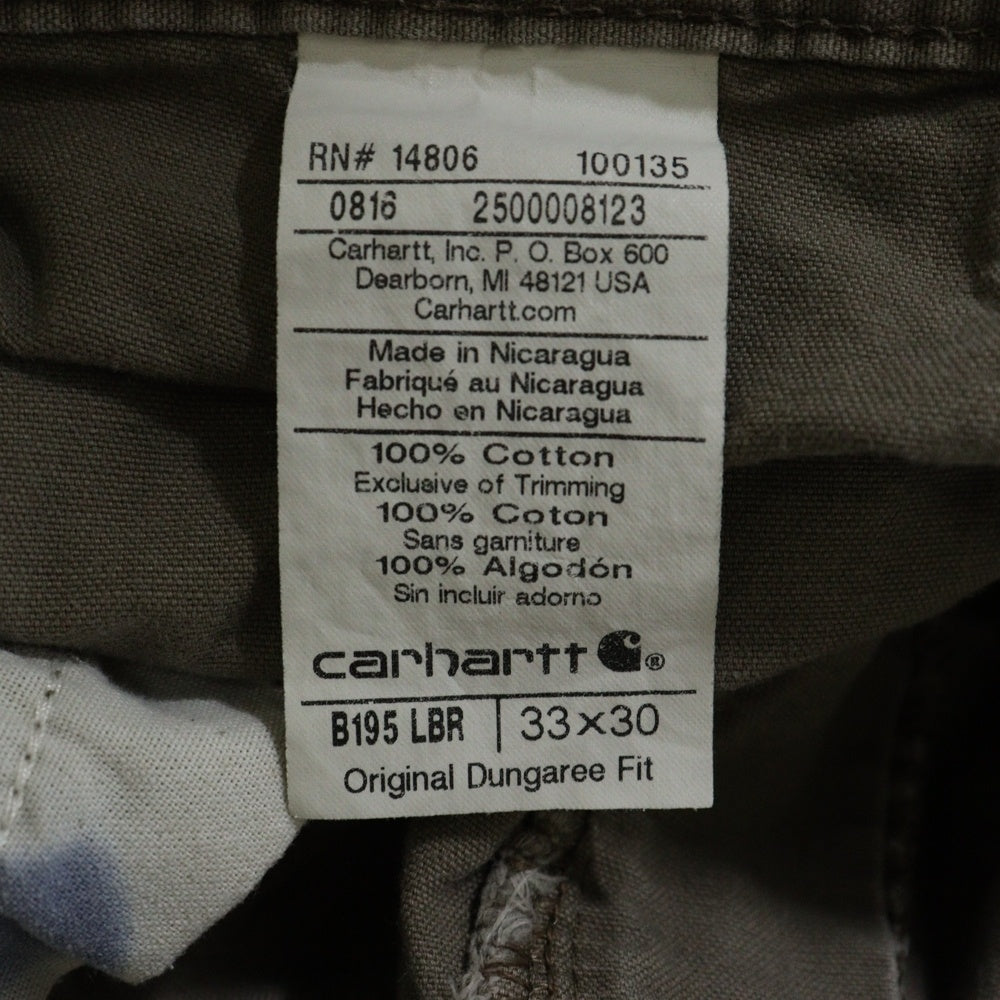 RN# 14806 100135
0816 2500008123
Carhartt, Inc. P. O. Box 600
Dearborn, MI 48121 USA
Carhartt.com
Made in Nicaragua
Fabriqué au Nicaragua
Hecho en Nicaragua
100% Cotton
Exclusive of Trimming
100% Coton
Sans garniture
100% Algodón
Sin incluir adorno
carhartt ®
B195 LBR 33×30
Original Dungaree Fit